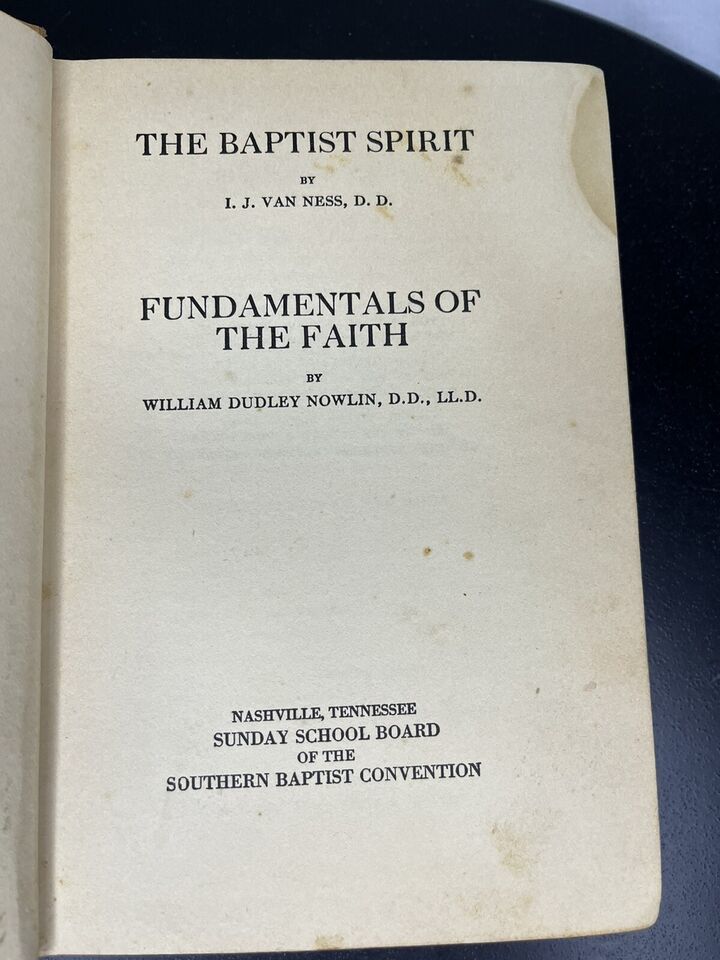 THE BAPTIST SPIRIT
BY
I. J. VAN NESS, D. D.
FUNDAMENTALS OF
THE FAITH
BY
WILLIAM DUDLEY NOWLIN, D.D., LL.D.
NASHVILLE, TENNESSEE
SUNDAY SCHOOL BOARD
OF THE
SOUTHERN BAPTIST CONVENTION